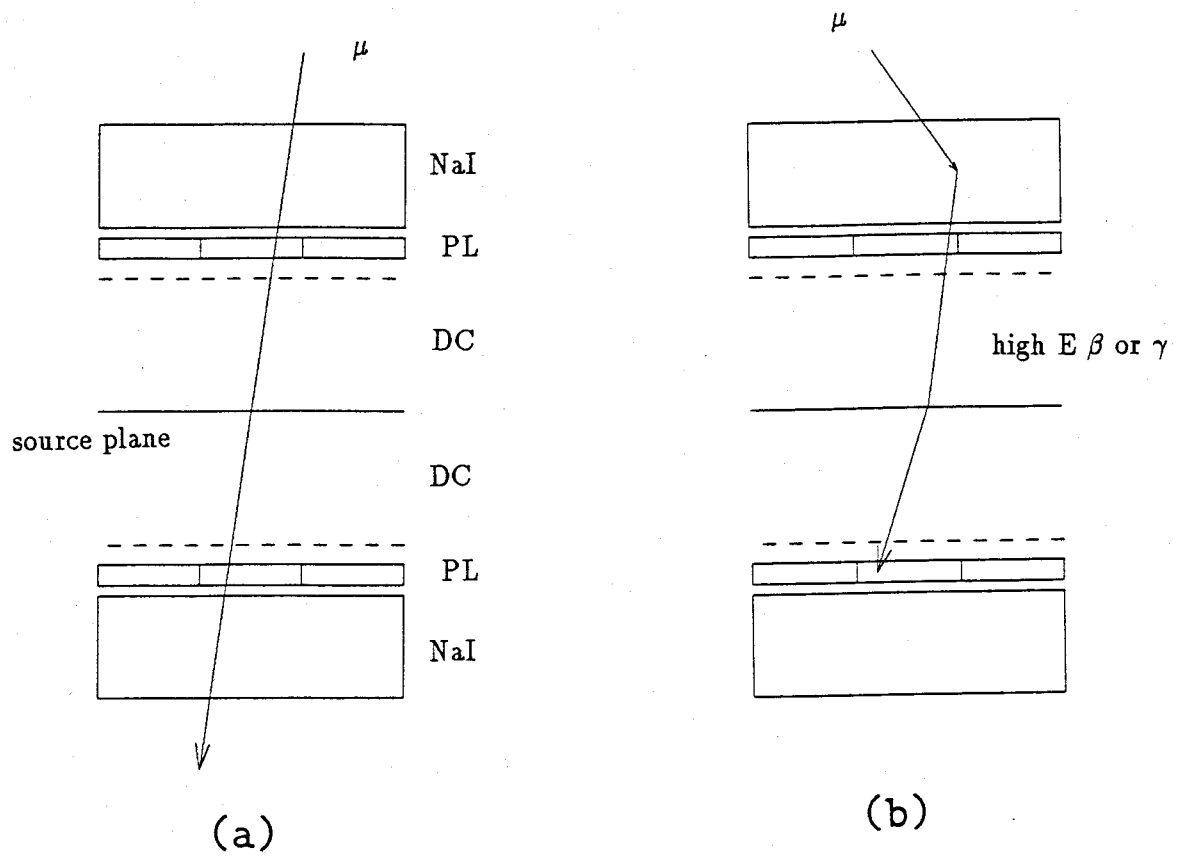 μ
NaI
PL
DC
source plane
DC
PL
NaI
(a)
μ
high E β or γ
(b)